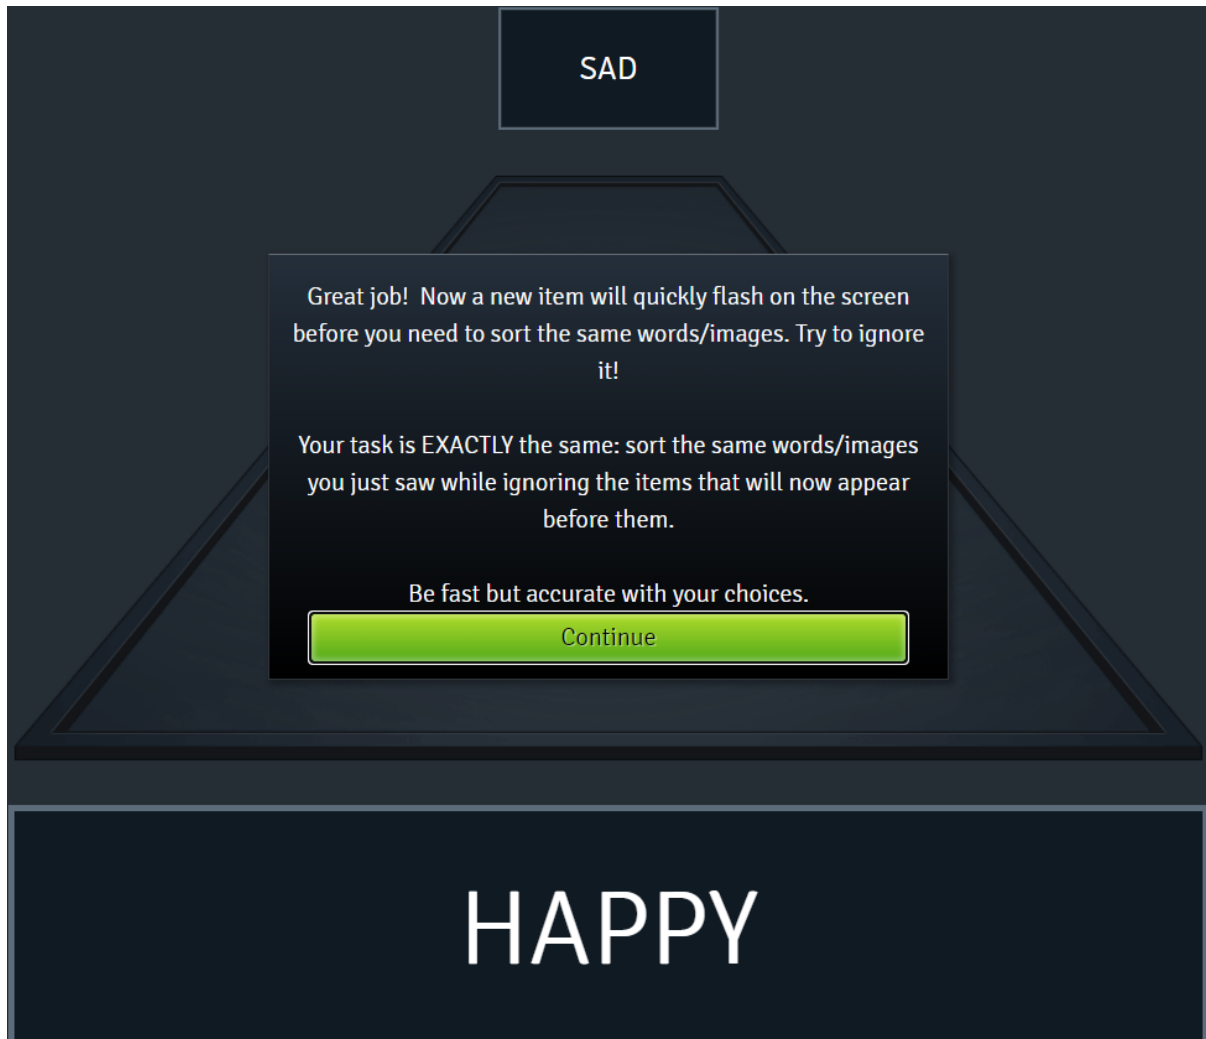 SAD
Great job!  Now a new item will quickly flash on the screen
before you need to sort the same words/images. Try to ignore
it!
Your task is EXACTLY the same: sort the same words/images
you just saw while ignoring the items that will now appear
before them.
Be fast but accurate with your choices.
Continue
HAPPY